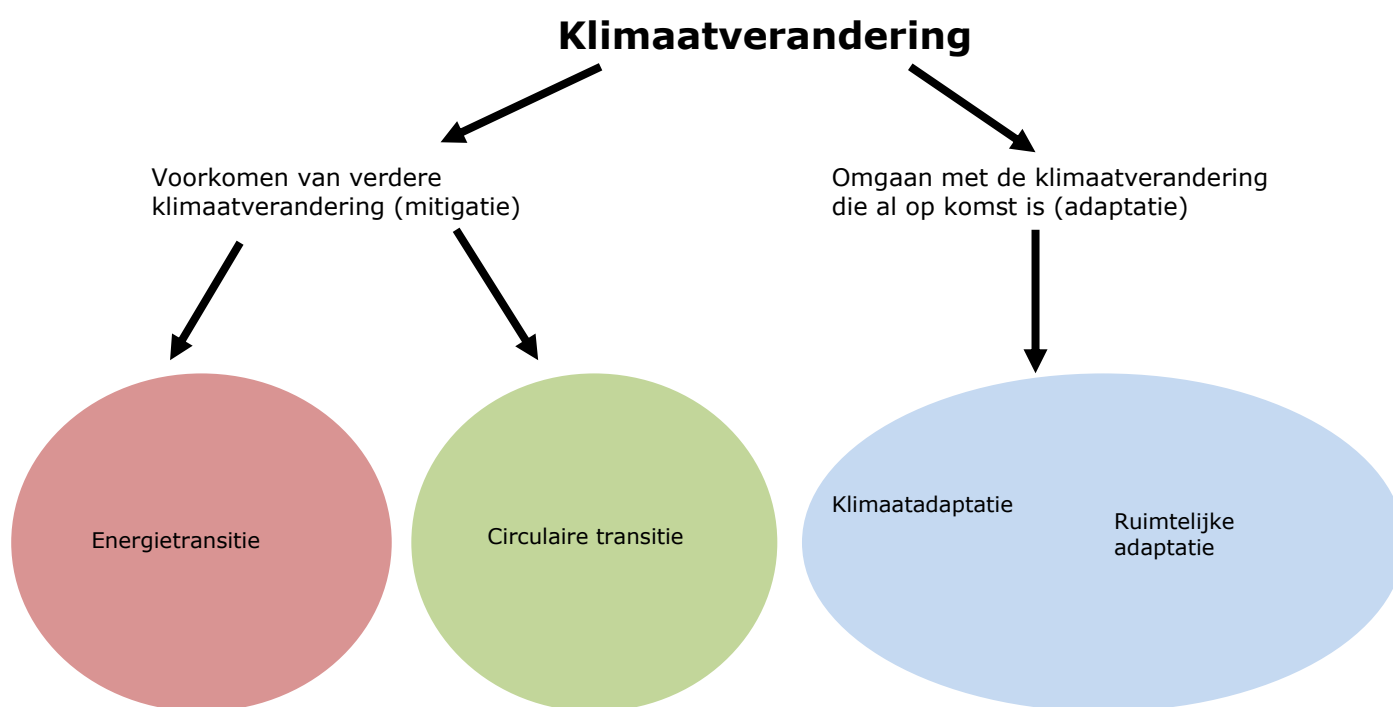 Klimaatverandering
Voorkomen van verdere
klimaatverandering (mitigatie)
Omgaan met de klimaatverandering
die al op komst is (adaptatie)
Energietransitie
Circulaire transitie
Klimaatadaptatie
Ruimtelijke
adaptatie